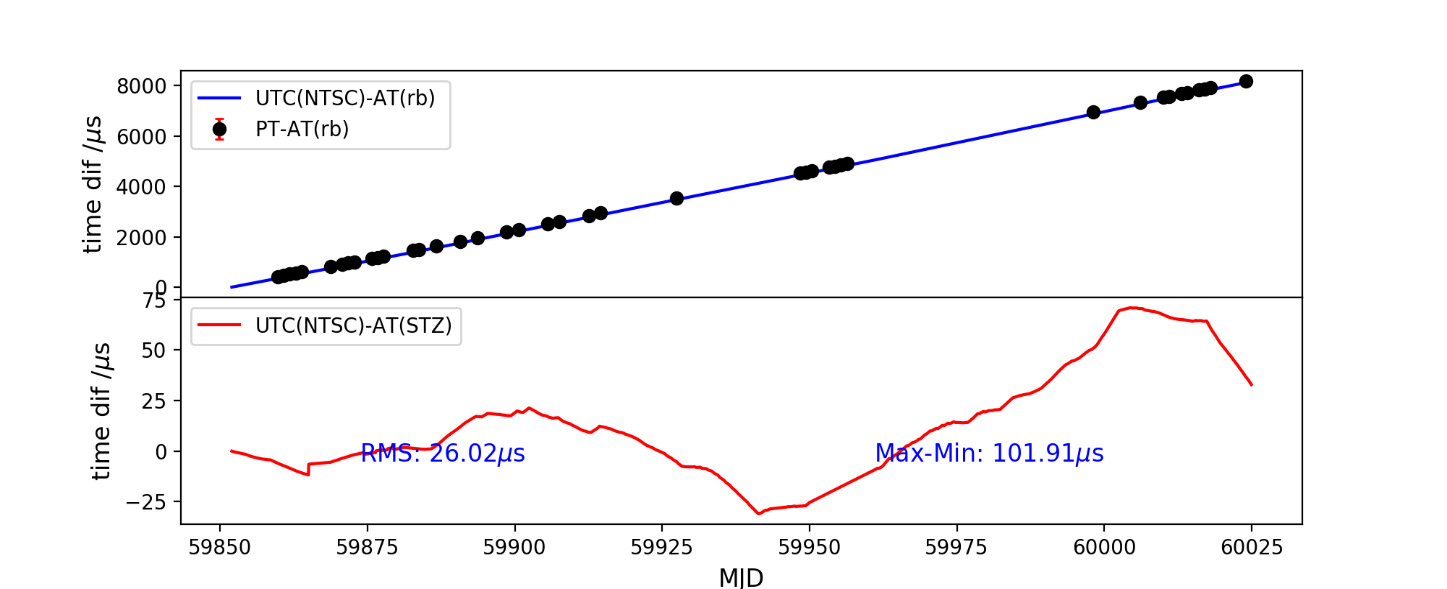 8000
6000
4000
2000
0
time dif /μs
UTC(NTSC)-AT(rb)
PT-AT(rb)
75
50
25
0
−25
time dif /μs
UTC(NTSC)-AT(STZ)
RMS: 26.02μs
Max-Min: 101.91μs
59850 59875 59900 59925 59950 59975 60000 60025
MJD